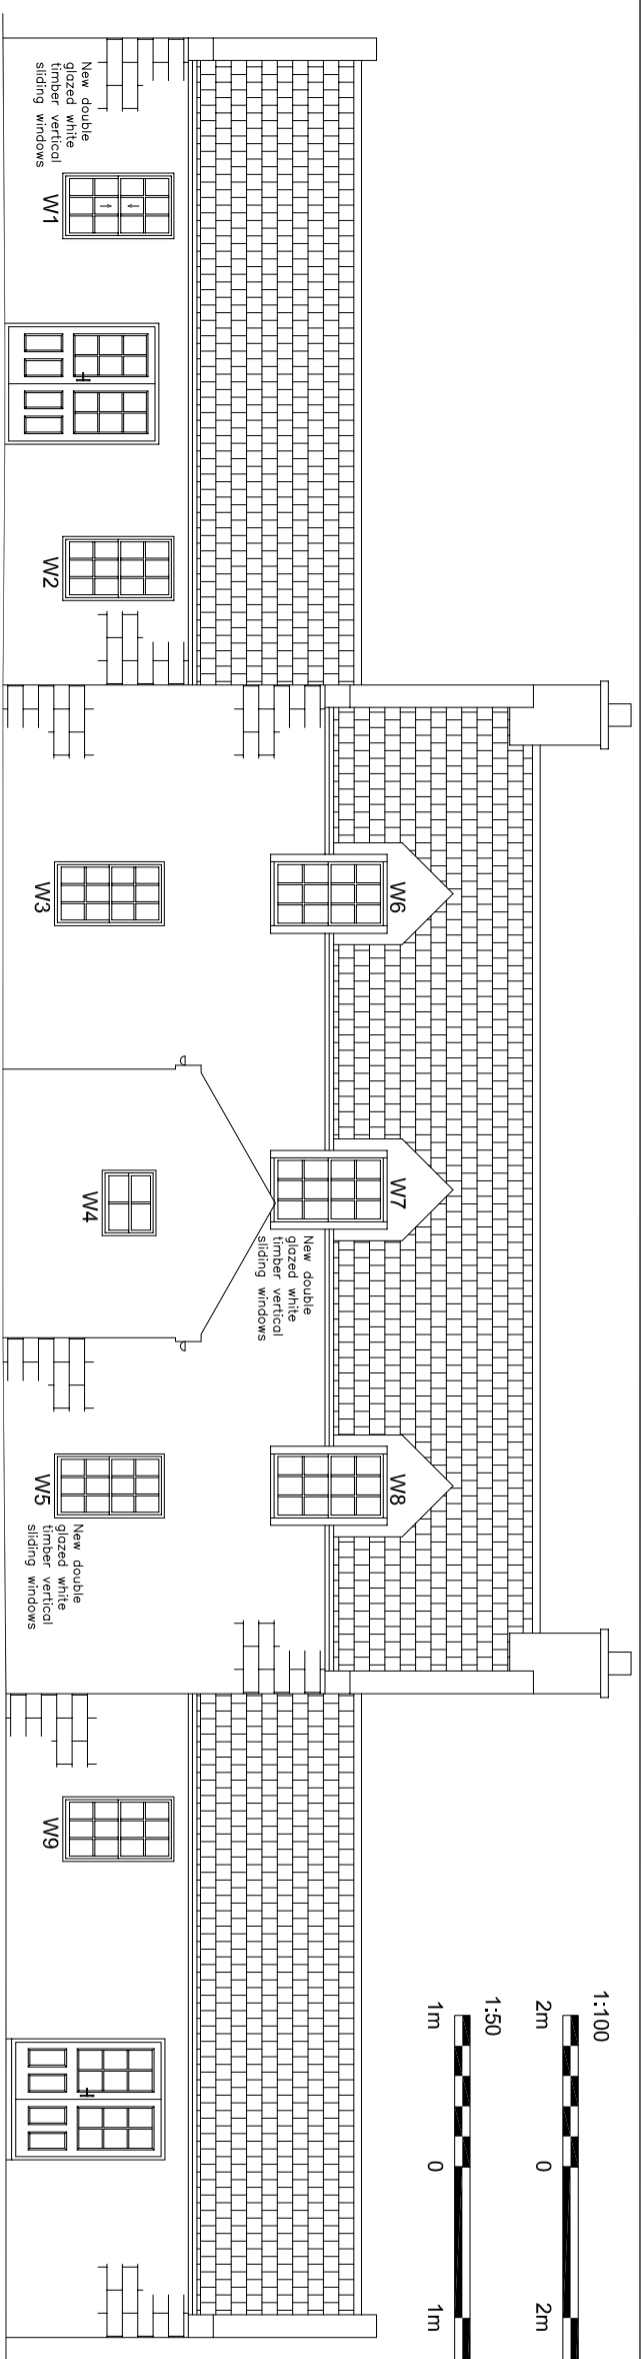 1:100
2m 0 2m
1:50
1m 0 1m
W6
W7
W8
New double
glazed white
timber vertical
sliding windows
New double
glazed white
timber vertical
sliding windows
W1
W2
W3
W4
W5
New double
glazed white
timber vertical
sliding windows
W9